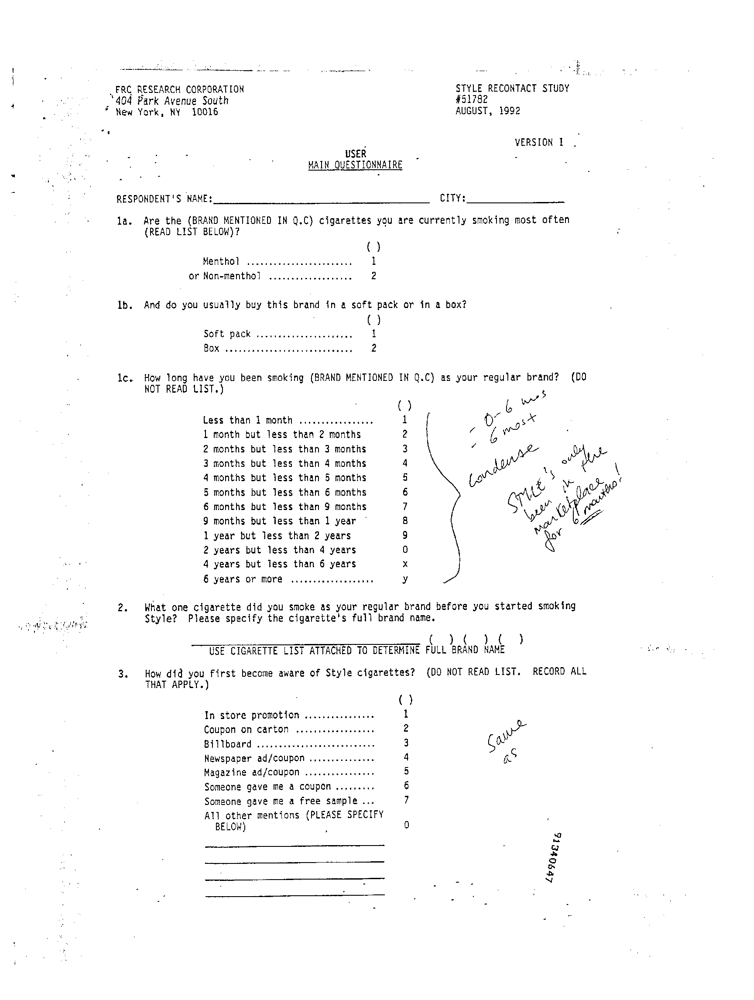 FRC RESEARCH CORPORATION
404 Park Avenue South
New York, NY 10016
STYLE RECONTACT STUDY
#51782
AUGUST, 1992
VERSION I
USER
MAIN QUESTIONNAIRE
RESPONDENT'S NAME:______________________________ CITY:______________
1a. Are the (BRAND MENTIONED IN Q.C) cigarettes you are currently smoking most often
(READ LIST BELOW)?
( )
Menthol ........................ 1
or Non-menthol ................... 2
1b. And do you usually buy this brand in a soft pack or in a box?
( )
Soft pack ...................... 1
Box ............................. 2
1c. How long have you been smoking (BRAND MENTIONED IN Q.C) as your regular brand? (DO
NOT READ LIST.)
( )
Less than 1 month ................. 1
1 month but less than 2 months 2
2 months but less than 3 months 3
3 months but less than 4 months 4
4 months but less than 5 months 5
5 months but less than 6 months 6
6 months but less than 9 months 7
9 months but less than 1 year 8
1 year but less than 2 years 9
2 years but less than 4 years 0
4 years but less than 6 years x
6 years or more ................... y
- 0-6 mos
- 6 mos+
Condense
STYLE's only
been in the
marketplace
for 6 months!
2. What one cigarette did you smoke as your regular brand before you started smoking
Style? Please specify the cigarette's full brand name.
______________________________ ( ) ( ) ( )
USE CIGARETTE LIST ATTACHED TO DETERMINE FULL BRAND NAME
3. How did you first become aware of Style cigarettes? (DO NOT READ LIST. RECORD ALL
THAT APPLY.)
( )
In store promotion ................ 1
Coupon on carton .................. 2
Billboard ........................... 3
Newspaper ad/coupon ............... 4
Magazine ad/coupon ................ 5
Someone gave me a coupon ......... 6
Someone gave me a free sample ... 7
All other mentions (PLEASE SPECIFY
BELOW) 0
Same
as
91340647